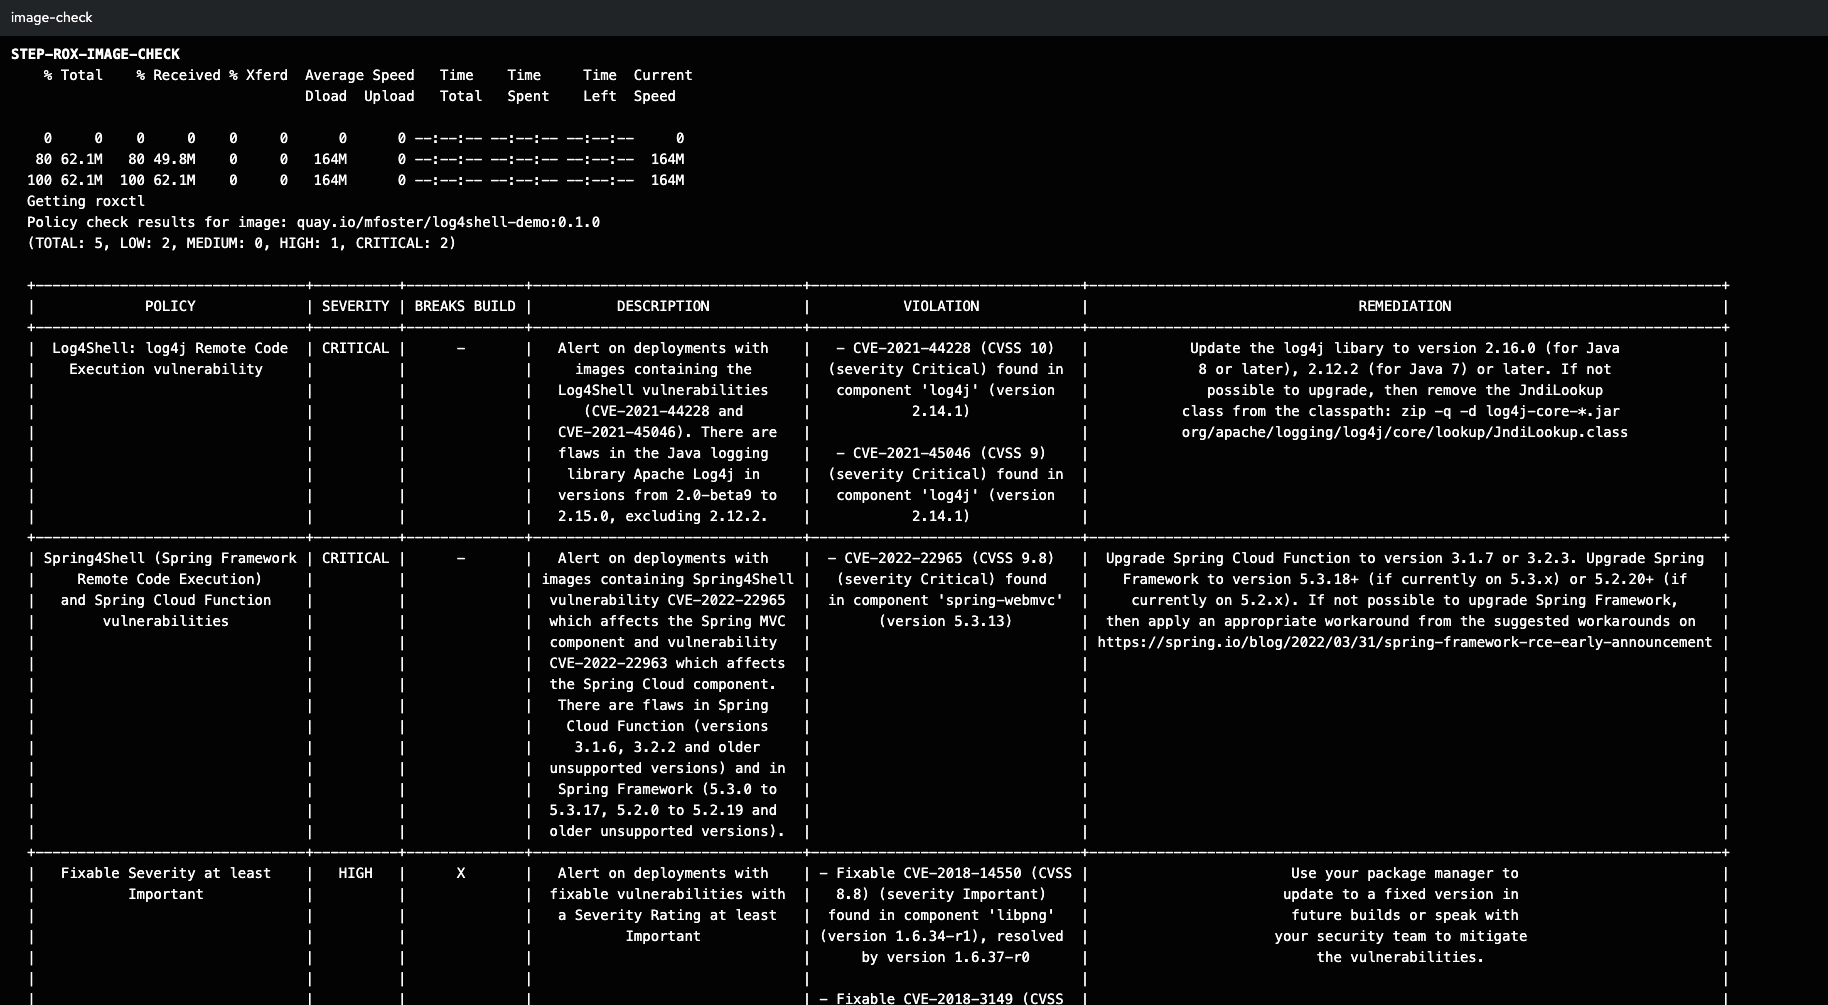 image-check
STEP-ROX-IMAGE-CHECK
% Total % Received % Xferd Average Speed Time Time Time Current
Dload Upload Total Spent Left Speed
0 0 0 0 0 0 0 0 --:--:-- --:--:-- --:--:-- 0
80 62.1M 80 49.8M 0 0 164M 0 --:--:-- --:--:-- --:--:-- 164M
100 62.1M 100 62.1M 0 0 164M 0 --:--:-- --:--:-- --:--:-- 164M
Getting roxctl
Policy check results for image: quay.io/mfoster/log4shell-demo:0.1.0
(TOTAL: 5, LOW: 2, MEDIUM: 0, HIGH: 1, CRITICAL: 2)
| POLICY | SEVERITY | BREAKS BUILD | DESCRIPTION | VIOLATION | REMEDIATION |
| Log4Shell: log4j Remote Code | CRITICAL | - | Alert on deployments with | - CVE-2021-44228 (CVSS 10) | Update the log4j libary to version 2.16.0 (for Java |
| Execution vulnerability | | | images containing the | (severity Critical) found in | 8 or later), 2.12.2 (for Java 7) or later. If not |
| | | | Log4Shell vulnerabilities | component 'log4j' (version | possible to upgrade, then remove the JndiLookup |
| | | | (CVE-2021-44228 and | 2.14.1) | class from the classpath: zip -q -d log4j-core-*.jar |
| | | | CVE-2021-45046). There are | | org/apache/logging/log4j/core/lookup/JndiLookup.class |
| | | | flaws in the Java logging | - CVE-2021-45046 (CVSS 9) | |
| | | | library Apache Log4j in | (severity Critical) found in | |
| | | | versions from 2.0-beta9 to | component 'log4j' (version | |
| | | | 2.15.0, excluding 2.12.2. | 2.14.1) | |
| Spring4Shell (Spring Framework | CRITICAL | - | Alert on deployments with | - CVE-2022-22965 (CVSS 9.8) | Upgrade Spring Cloud Function to version 3.1.7 or 3.2.3. Upgrade Spring |
| Remote Code Execution) | | | images containing Spring4Shell | (severity Critical) found | Framework to version 5.3.18+ (if currently on 5.3.x) or 5.2.20+ (if |
| and Spring Cloud Function | | | vulnerability CVE-2022-22965 | in component 'spring-webmvc' | currently on 5.2.x). If not possible to upgrade Spring Framework, |
| vulnerabilities | | | which affects the Spring MVC | (version 5.3.13) | then apply an appropriate workaround from the suggested workarounds on |
| | | | component and vulnerability | | https://spring.io/blog/2022/03/31/spring-framework-rce-early-announcement |
| | | | CVE-2022-22963 which affects | | |
| | | | the Spring Cloud component. | | |
| | | | There are flaws in Spring | | |
| | | | Cloud Function (versions | | |
| | | | 3.1.6, 3.2.2 and older | | |
| | | | unsupported versions) and in | | |
| | | | Spring Framework (5.3.0 to | | |
| | | | 5.3.17, 5.2.0 to 5.2.19 and | | |
| | | | older unsupported versions). | | |
| Fixable Severity at least | HIGH | X | Alert on deployments with | - Fixable CVE-2018-14550 (CVSS | Use your package manager to |
| Important | | | fixable vulnerabilities with | 8.8) (severity Important) | update to a fixed version in |
| | | | a Severity Rating at least | found in component 'libpng' | future builds or speak with |
| | | | Important | (version 1.6.34-r1), resolved | your security team to mitigate |
| | | | | by version 1.6.37-r0 | the vulnerabilities. |
| | | | | | |
| | | | | - Fixable CVE-2018-3149 (CVSS | |